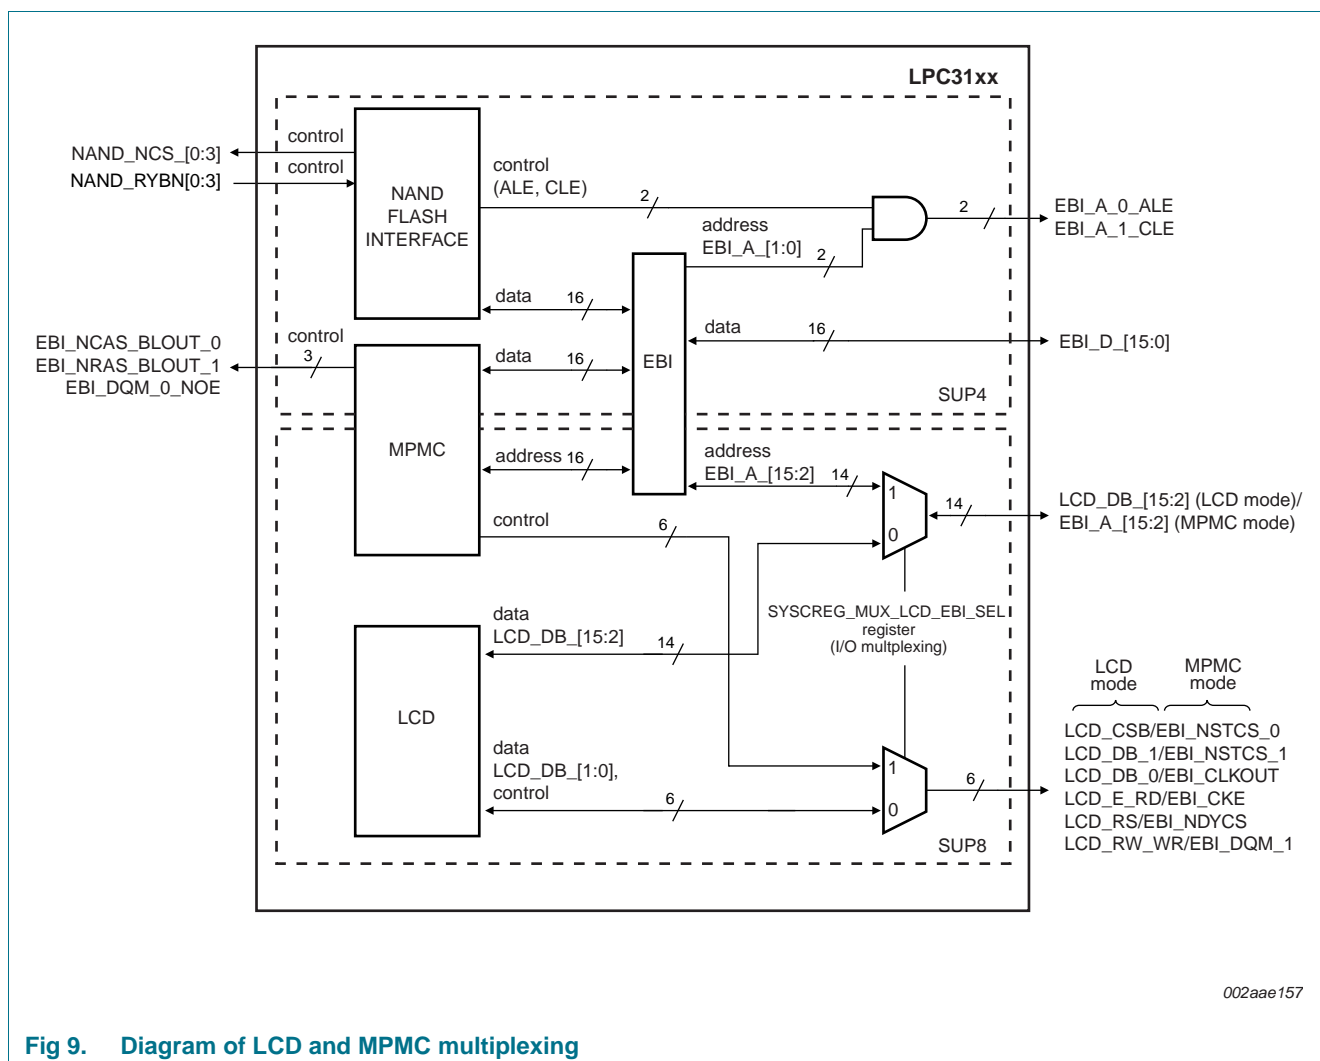 LPC31xx
NAND_NCS_[0:3]
control
NAND_RYBN[0:3]
control
NAND
FLASH
INTERFACE
control
(ALE, CLE)
2
address
EBI_A_[1:0]
2
2
EBI_A_0_ALE
EBI_A_1_CLE
data
16
EBI
data
16
EBI_D_[15:0]
EBI_NCAS_BLOUT_0
EBI_NRAS_BLOUT_1
EBI_DQM_0_NOE
control
3
data
16
SUP4
MPMC
address
16
address
EBI_A_[15:2]
14
1
0
14
LCD_DB_[15:2] (LCD mode)/
EBI_A_[15:2] (MPMC mode)
control
6
SYSCREG_MUX_LCD_EBI_SEL
register
(I/O multplexing)
data
LCD_DB_[15:2]
14
LCD
data
LCD_DB_[1:0],
control
6
1
0
6
SUP8
LCD
mode
MPMC
mode
LCD_CSB/EBI_NSTCS_0
LCD_DB_1/EBI_NSTCS_1
LCD_DB_0/EBI_CLKOUT
LCD_E_RD/EBI_CKE
LCD_RS/EBI_NDYCS
LCD_RW_WR/EBI_DQM_1
002aae157
Fig 9. Diagram of LCD and MPMC multiplexing